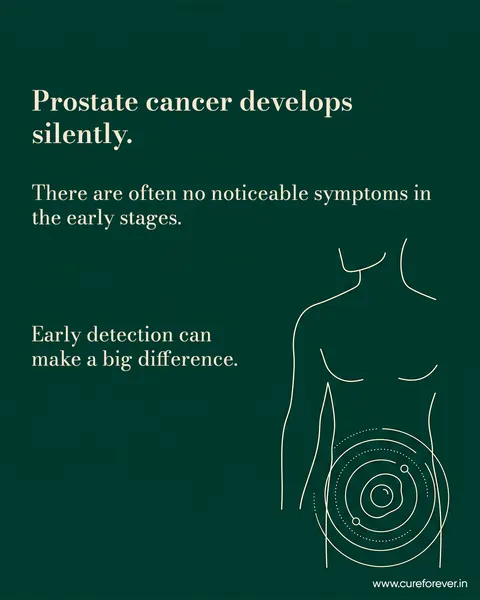 Prostate cancer develops
silently.
There are often no noticeable symptoms in
the early stages.
Early detection can
make a big difference.
www.cureforever.in